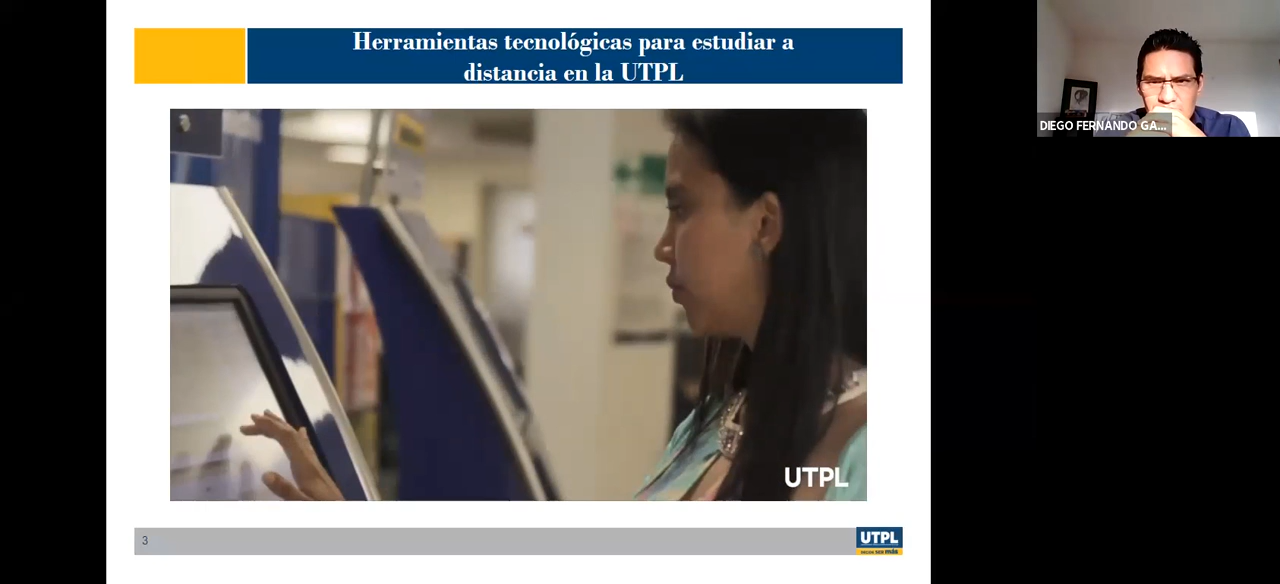 Herramientas tecnológicas para estudiar a
distancia en la UTPL
DIEGO FERNANDO GA...
UTPL
3
UTPL